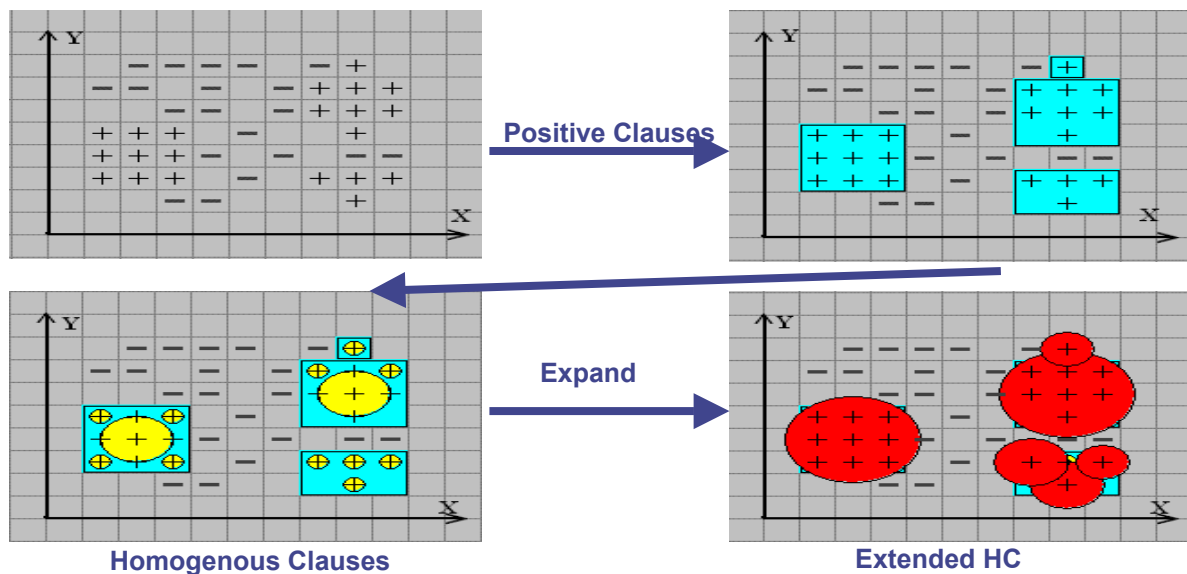 Y
X
Positive Clauses
Y
X
Y
X
Homogenous Clauses
Expand
Y
X
Extended HC